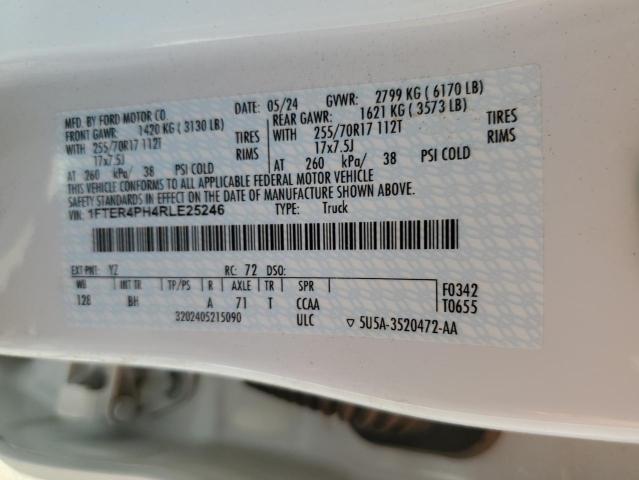 MFD. BY FORD MOTOR CO.
DATE: 05/24 GVWR: 2799 KG ( 6170 LB)
FRONT GAWR: 1420 KG ( 3130 LB) REAR GAWR: 1621 KG ( 3573 LB)
WITH 255/70R17 112T TIRES WITH 255/70R17 112T TIRES
17x7.5J RIMS 17x7.5J RIMS
AT 260 kPa/ 38 PSI COLD AT 260 kPa/ 38 PSI COLD
THIS VEHICLE CONFORMS TO ALL APPLICABLE FEDERAL MOTOR VEHICLE
SAFETY STANDARDS IN EFFECT ON THE DATE OF MANUFACTURE SHOWN ABOVE.
VIN: 1FTER4PH4RLE25246 TYPE: Truck
EXT PNT: YZ RC: 72 DSO: F0342
WB INT TR TP/PS R AXLE TR SPR T0655
128 BH A 71 T CCAA
3202405215090 ULC ▽ 5U5A-3520472-AA